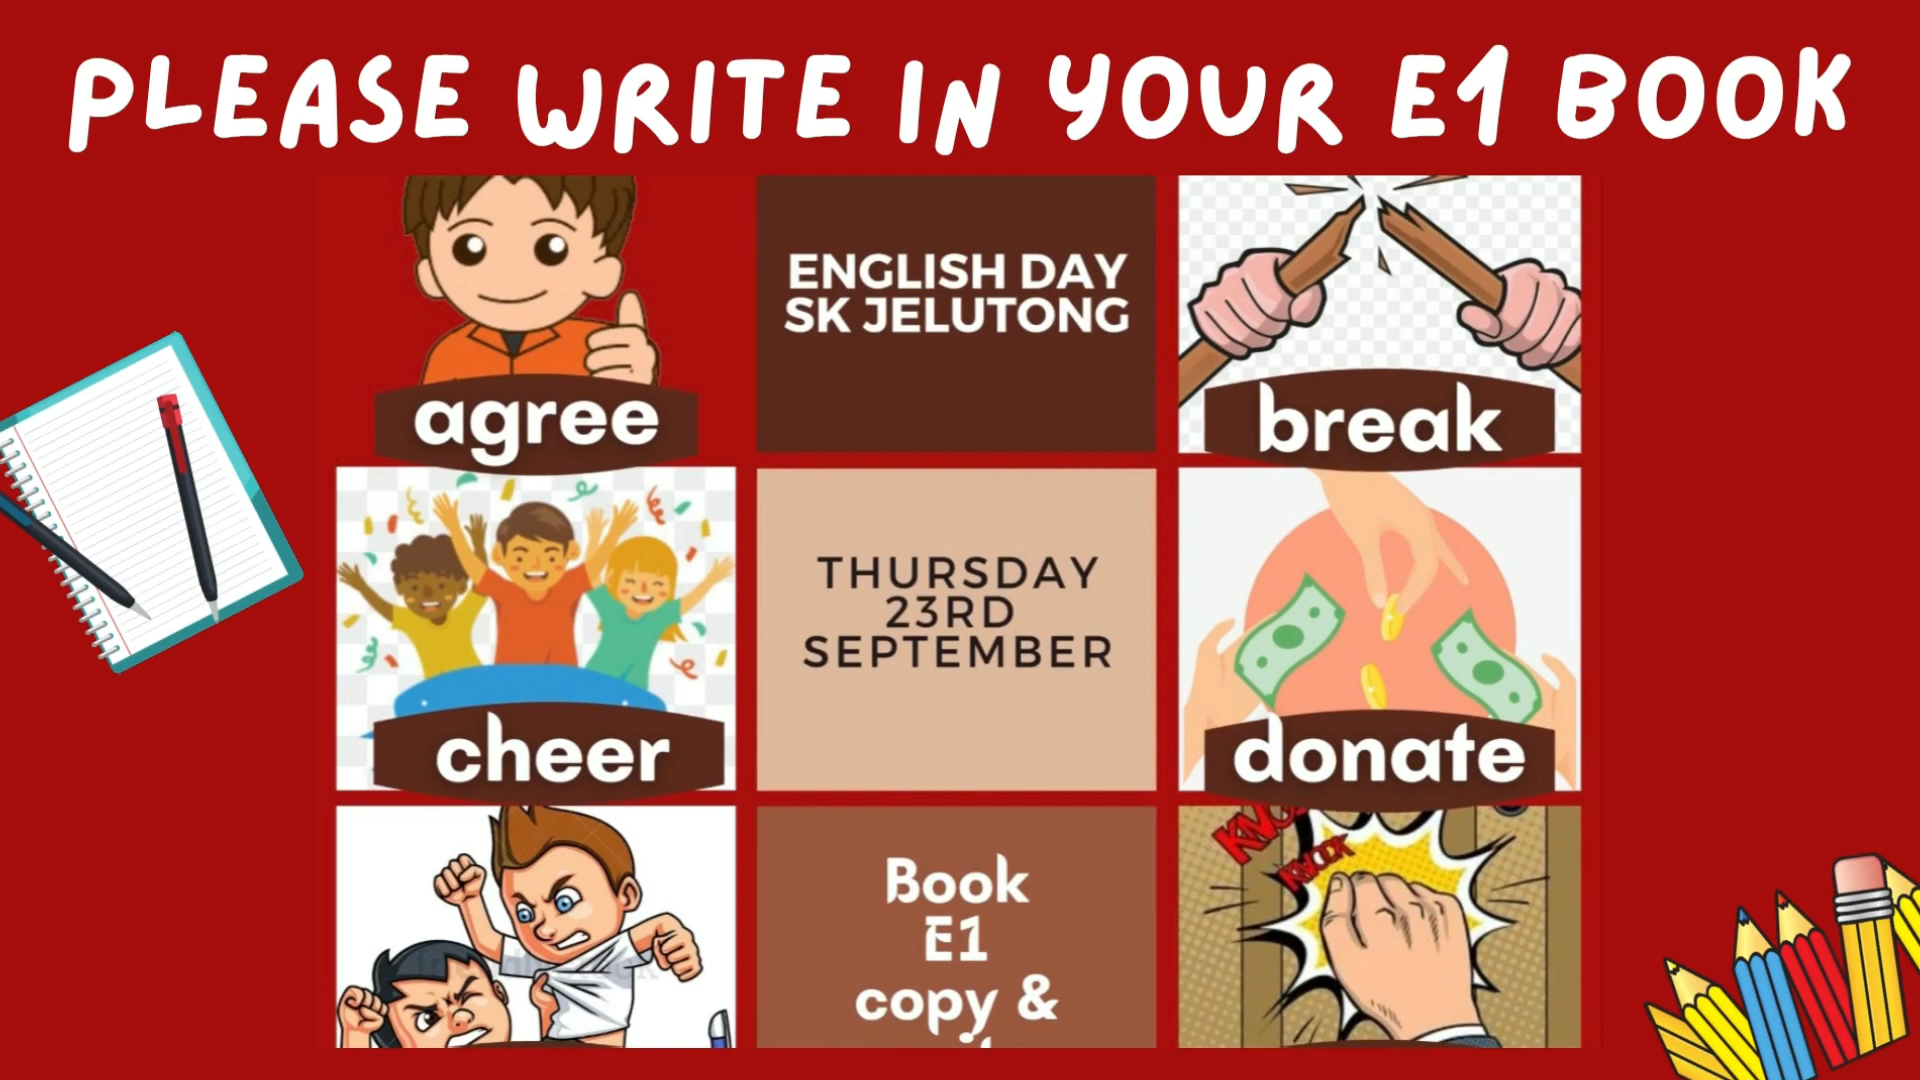 PLEASE WRITE IN YOUR E1 BOOK
agree
ENGLISH DAY
SK JELUTONG
break
cheer
THURSDAY
23RD
SEPTEMBER
donate
Book
E1
copy &
KNOCK